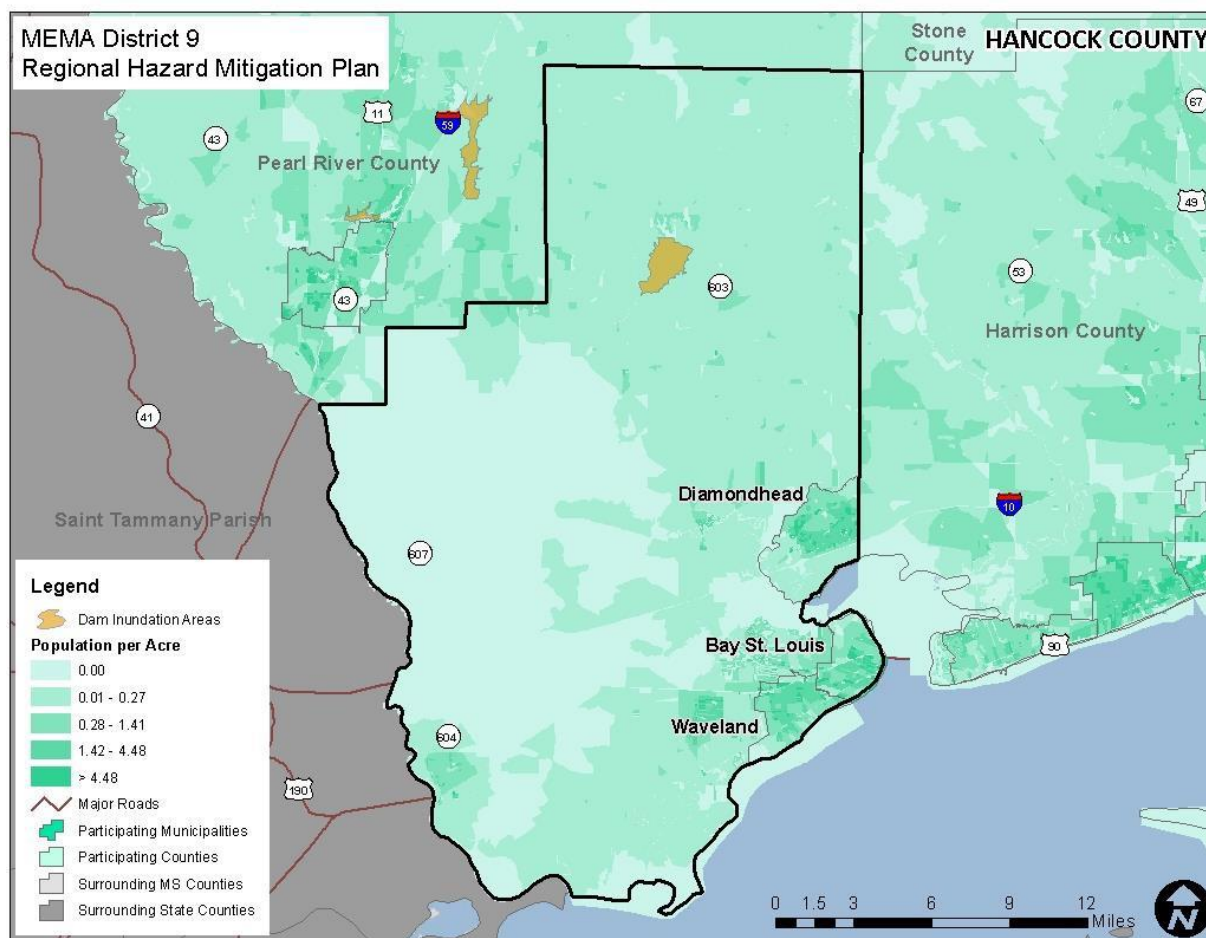 MEMA District 9
Regional Hazard Mitigation Plan
Stone
County
HANCOCK COUNTY
67
11
59
43
Pearl River County
49
53
603
43
Harrison County
41
Diamondhead
10
Saint Tammany Parish
607
Bay St. Louis
90
Waveland
604
190
Legend
Dam Inundation Areas
Population per Acre
0.00
0.01 - 0.27
0.28 - 1.41
1.42 - 4.48
> 4.48
Major Roads
Participating Municipalities
Participating Counties
Surrounding MS Counties
Surrounding State Counties
0 1.5 3 6 9 12
Miles
N